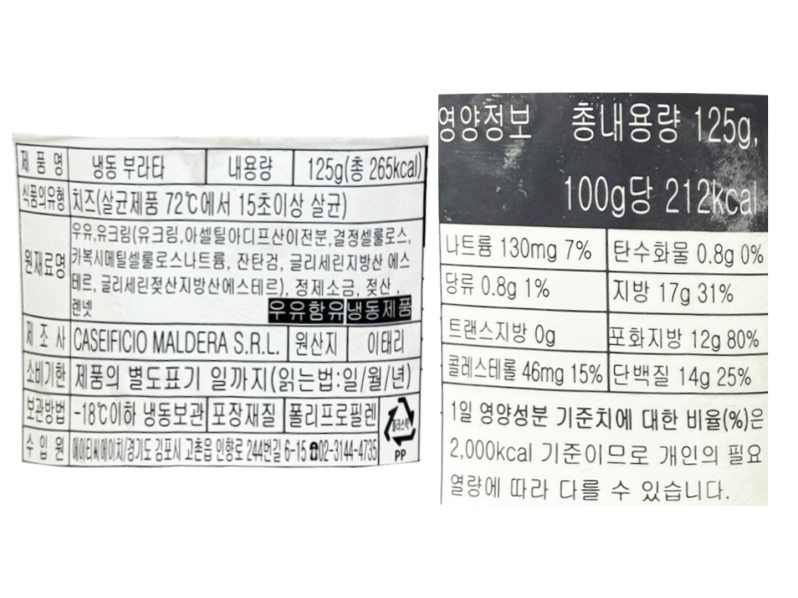 제 품 명 냉동 부라타 내용량 125g(총 265kcal)
식품의유형 치즈(살균제품 72℃에서 15초이상 살균)
원재료명 우유,유크림(유크림,아셀틸아디프산이전분,결정셀룰로스,
카복시메틸셀룰로스나트륨, 잔탄검, 글리세린지방산 에스
테르, 글리세린젖산지방산에스테르), 정제소금, 젖산 ,
렌넷 우유함유 냉동제품
제 조 사 CASEIFICIO MALDERA S.R.L. 원산지 이태리
소비기한 제품의 별도표기 일까지(읽는법:일/월/년)
보관방법 -18℃이하 냉동보관 포장재질 폴리프로필렌
플라스틱
PP
수 입 원 에이티씨에이치/경기도 김포시 고촌읍 인향로 244번길 6-15 ☎02-3144-4735
영양정보 총내용량 125g,
100g당 212kcal
나트륨 130mg 7% 탄수화물 0.8g 0%
당류 0.8g 1% 지방 17g 31%
트랜스지방 0g 포화지방 12g 80%
콜레스테롤 46mg 15% 단백질 14g 25%
1일 영양성분 기준치에 대한 비율(%)은
2,000kcal 기준이므로 개인의 필요
열량에 따라 다를 수 있습니다.